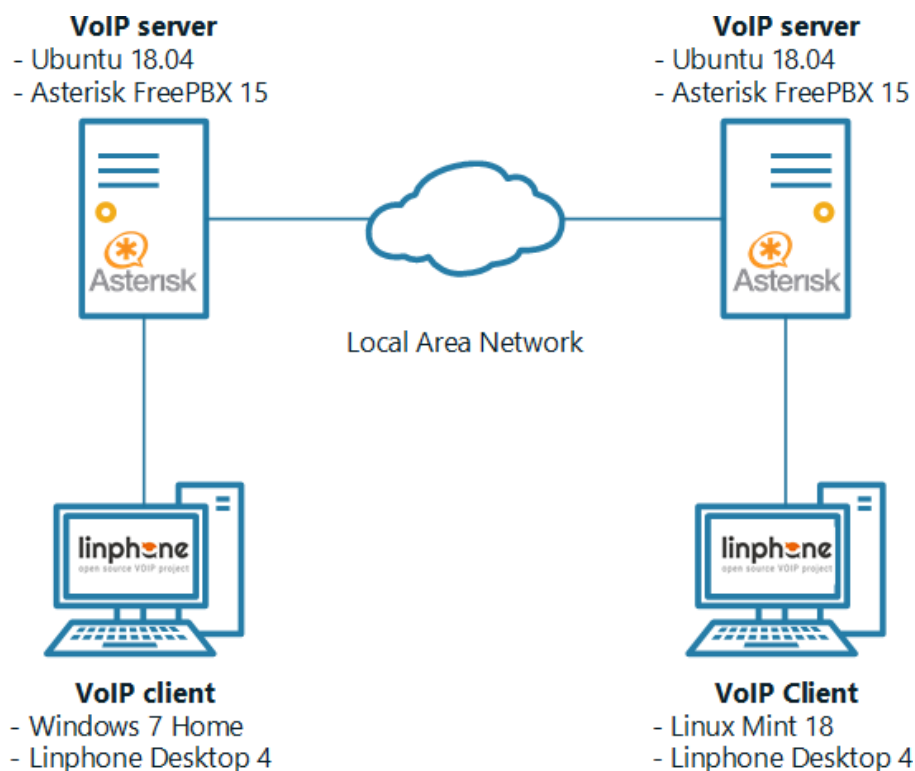 VoIP server
- Ubuntu 18.04
- Asterisk FreePBX 15
Asterisk
VoIP server
- Ubuntu 18.04
- Asterisk FreePBX 15
Asterisk
Local Area Network
linphone
open source VOIP project
VoIP client
- Windows 7 Home
- Linphone Desktop 4
linphone
open source VOIP project
VoIP Client
- Linux Mint 18
- Linphone Desktop 4